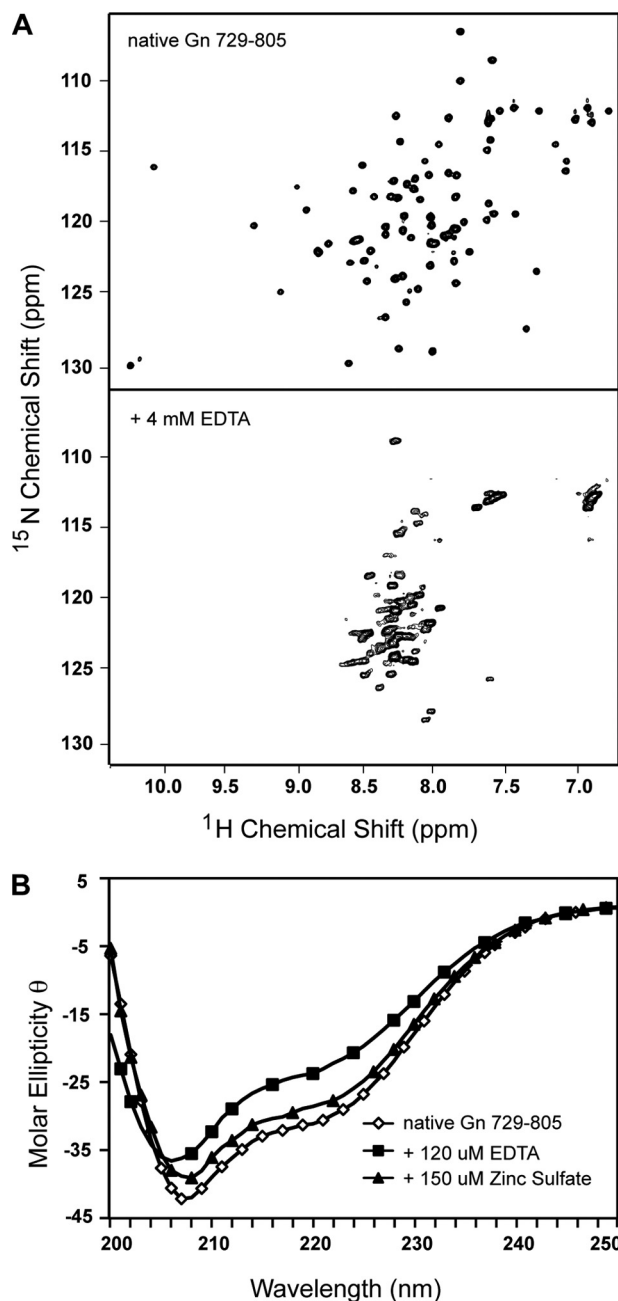 A
native Gn 729-805
110
115
120
125
130
+ 4 mM EDTA
110
115
120
125
130
15N Chemical Shift (ppm)
10.0 9.5 9.0 8.5 8.0 7.5 7.0
1H Chemical Shift (ppm)
B
5
-5
-15
-25
-35
-45
Molar Ellipticity θ
native Gn 729-805
+ 120 uM EDTA
+ 150 uM Zinc Sulfate
200 210 220 230 240 250
Wavelength (nm)